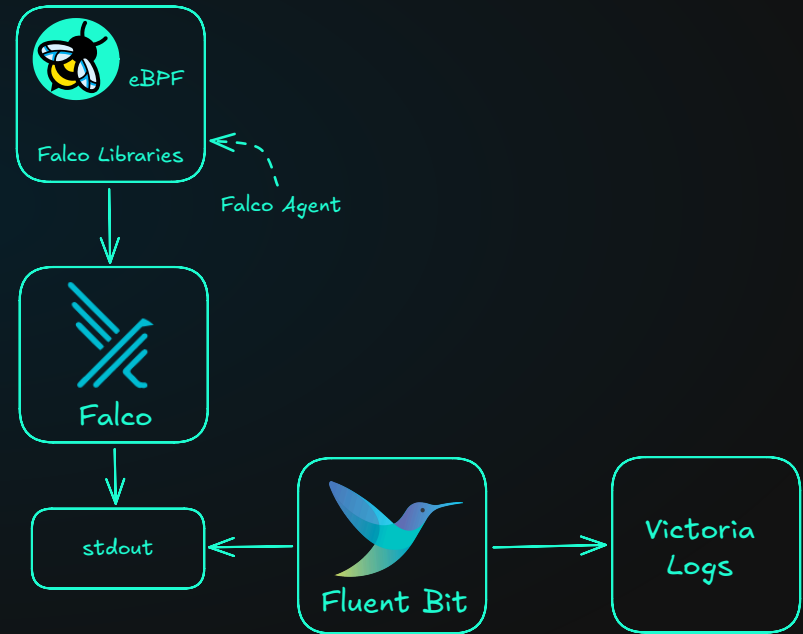 eBPF
Falco Libraries
Falco Agent
Falco
stdout
Fluent Bit
Victoria
Logs